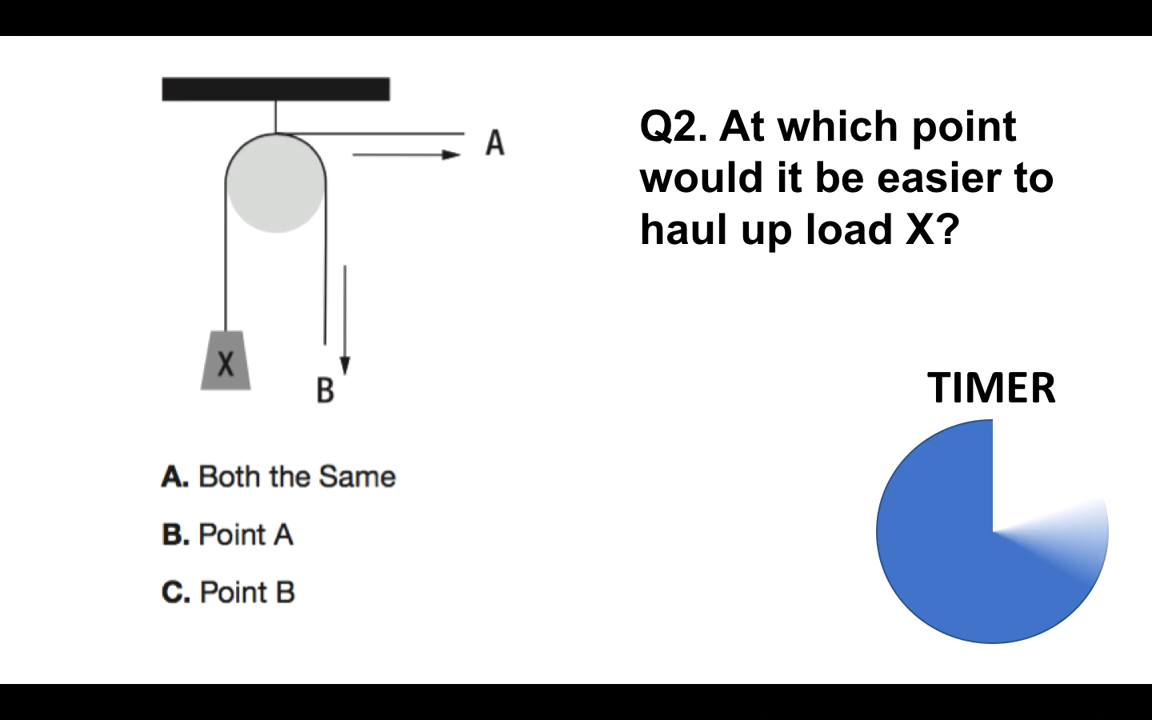 A
X
B
Q2. At which point
would it be easier to
haul up load X?
TIMER
A. Both the Same
B. Point A
C. Point B